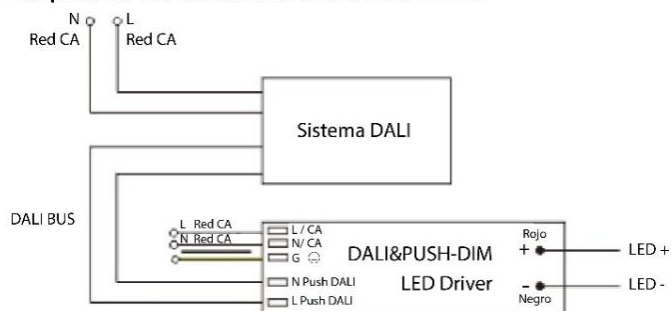 N L
Red CA Red CA
Sistema DALI
DALI BUS
L Red CA
N Red CA
L / CA
N/ CA
G
N Push DALI
L Push DALI
DALI&PUSH-DIM
LED Driver
Rojo
+
-
Negro
LED +
LED -